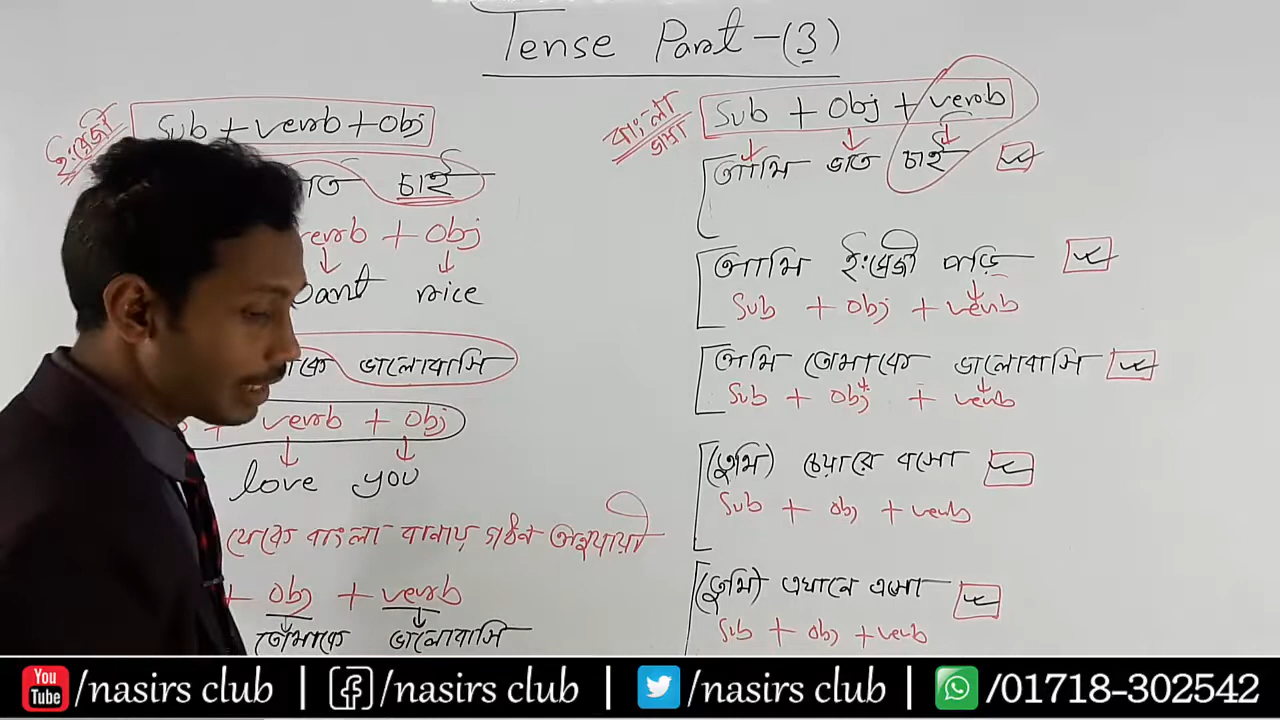 Tense Part-(3)
ইংরেজী
Sub + verb + Obj
চাই
verb + Obj
want rice
ভালোবাসি
+ verb + Obj
love you
থেকে বাংলা বানায় গঠন অনুযায়ী
+ Obj + verb
তোমাকে ভালোবাসি
বাংলা ভাষা
Sub + Obj + verb
আমি ভাত চাই
আমি ইংরেজী পড়ি
Sub + Obj + verb
আমি তোমাকে ভালোবাসি
Sub + Obj + verb
(তুমি) চেয়ারে বসো
Sub + Obj + verb
(তুমি) এখানে এসো
Sub + Obj + verb
You Tube /nasirs club | /nasirs club | /nasirs club | /01718-302542